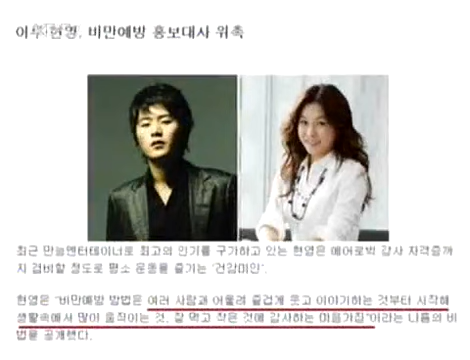 이루·현영, 비만예방 홍보대사 위촉
최근 만능엔터테이너로 최고의 인기를 구가하고 있는 현영은 에어로빅 강사 자격증까
지 겸비할 정도로 평소 운동을 즐기는 '건강미인'.
현영은 "비만예방 방법은 여러 사람과 어울려 즐겁게 웃고 이야기하는 것부터 시작해
생활속에서 많이 움직이는 것, 잘 먹고 작은 것에 감사하는 마음가짐"이라는 나름의 비
법을 공개했다.